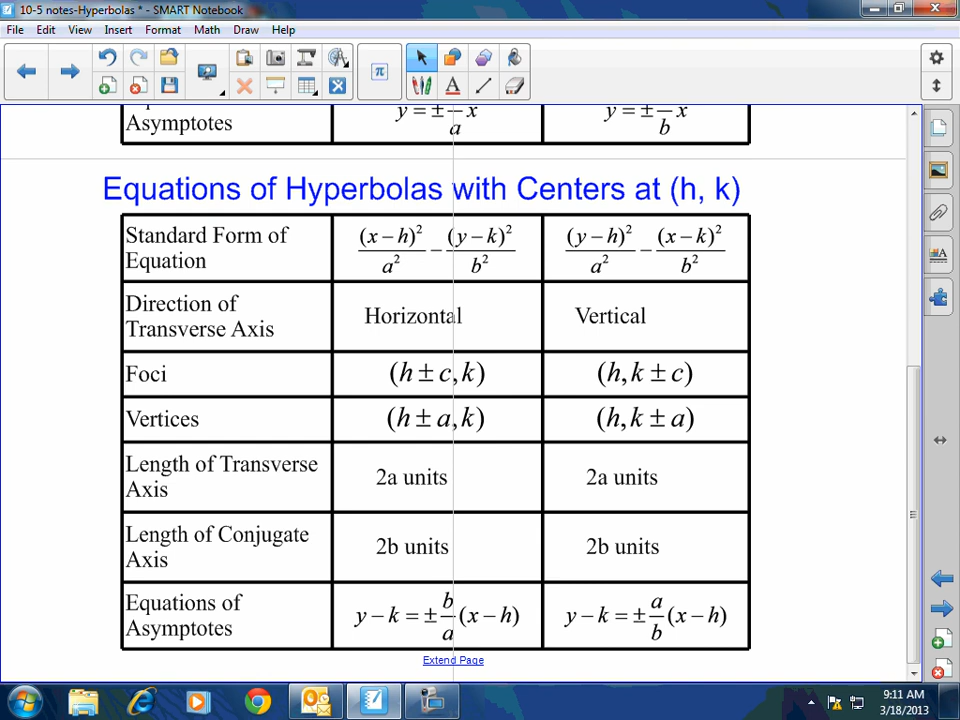 10-5 notes-Hyperbolas * - SMART Notebook
File Edit View Insert Format Math Draw Help
Asymptotes
y = ± — x
a
y = ± — x
b
Equations of Hyperbolas with Centers at (h, k)
Standard Form of
Equation
(x – h)² / a² – (y – k)² / b²
(y – h)² / a² – (x – k)² / b²
Direction of
Transverse Axis
Horizontal
Vertical
Foci
(h ± c, k)
(h, k ± c)
Vertices
(h ± a, k)
(h, k ± a)
Length of Transverse
Axis
2a units
2a units
Length of Conjugate
Axis
2b units
2b units
Equations of
Asymptotes
y – k = ± b/a (x – h)
y – k = ± a/b (x – h)
Extend Page
9:11 AM
3/18/2013